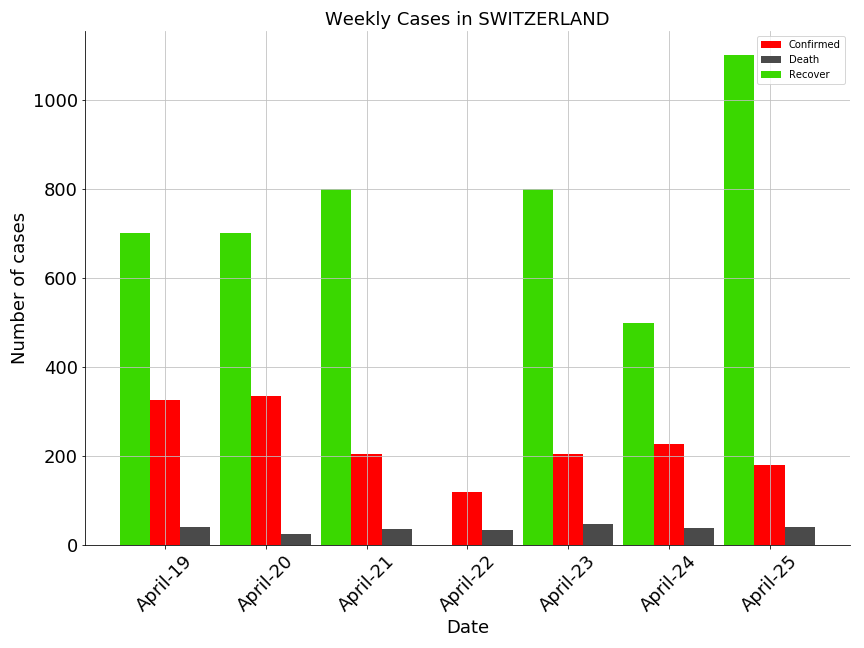 Weekly Cases in SWITZERLAND
Confirmed
Death
Recover
Number of cases
1000
800
600
400
200
0
April-19
April-20
April-21
April-22
April-23
April-24
April-25
Date